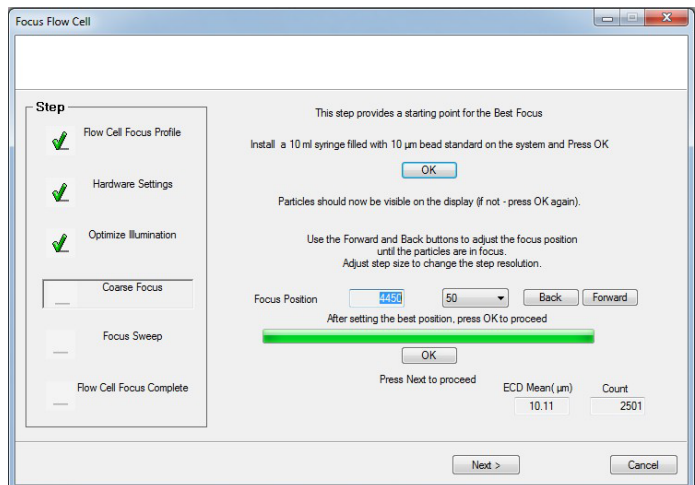 Focus Flow Cell
Step
Flow Cell Focus Profile
Hardware Settings
Optimize Illumination
Coarse Focus
Focus Sweep
Flow Cell Focus Complete
This step provides a starting point for the Best Focus
Install a 10 ml syringe filled with 10 µm bead standard on the system and Press OK
OK
Particles should now be visible on the display (if not - press OK again).
Use the Forward and Back buttons to adjust the focus position
until the particles are in focus.
Adjust step size to change the step resolution.
Focus Position 4450 50 Back Forward
After setting the best position, press OK to proceed
OK
Press Next to proceed
ECD Mean( µm) Count
10.11 2501
Next > Cancel